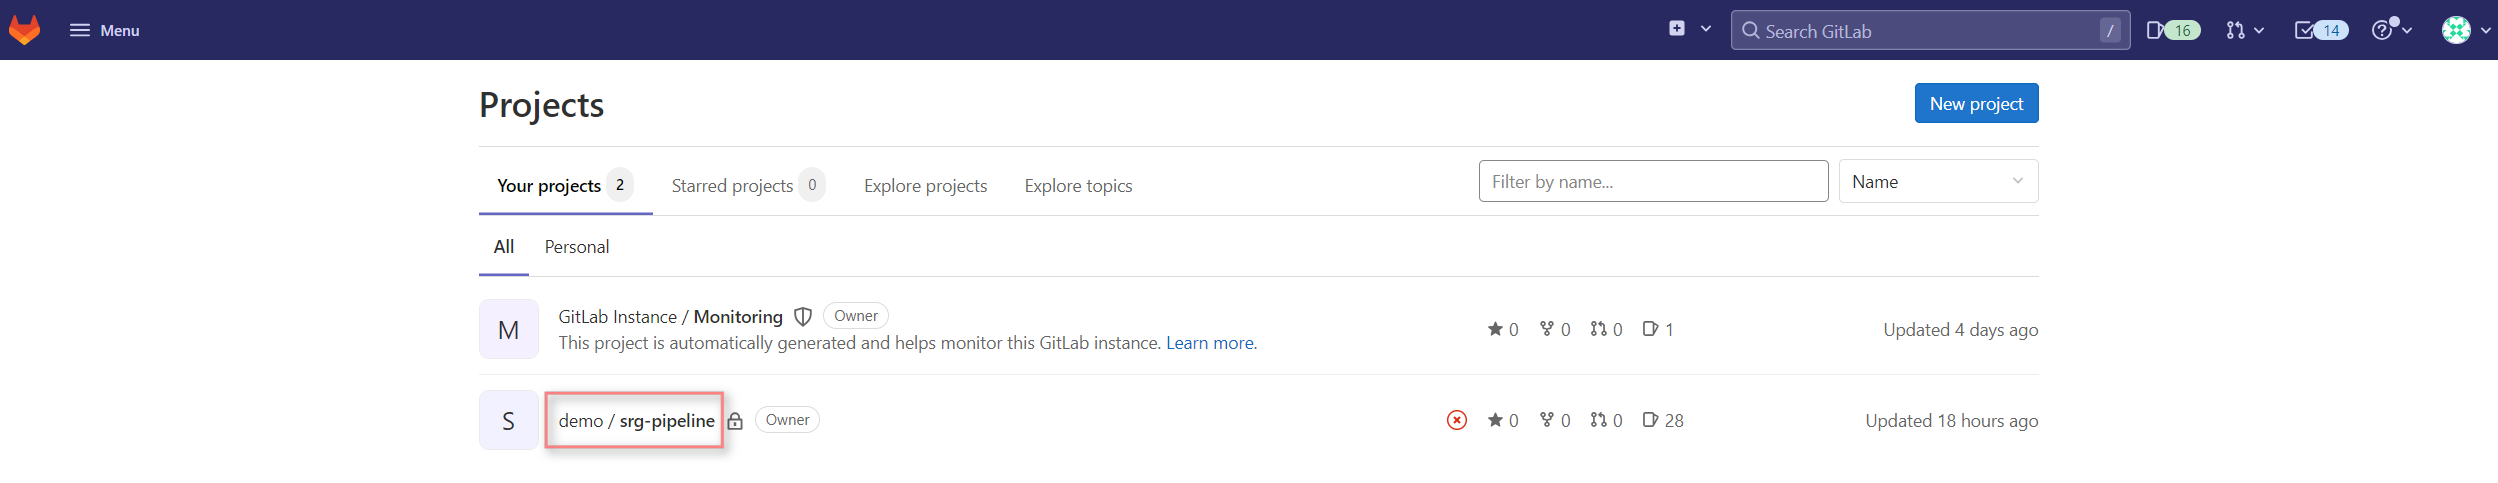 Menu Search GitLab / 16 14
Projects New project
Your projects 2 Starred projects 0 Explore projects Explore topics Filter by name... Name
All Personal
M GitLab Instance / Monitoring Owner 0 0 0 1 Updated 4 days ago
This project is automatically generated and helps monitor this GitLab instance. Learn more.
S demo / srg-pipeline Owner 0 0 0 28 Updated 18 hours ago